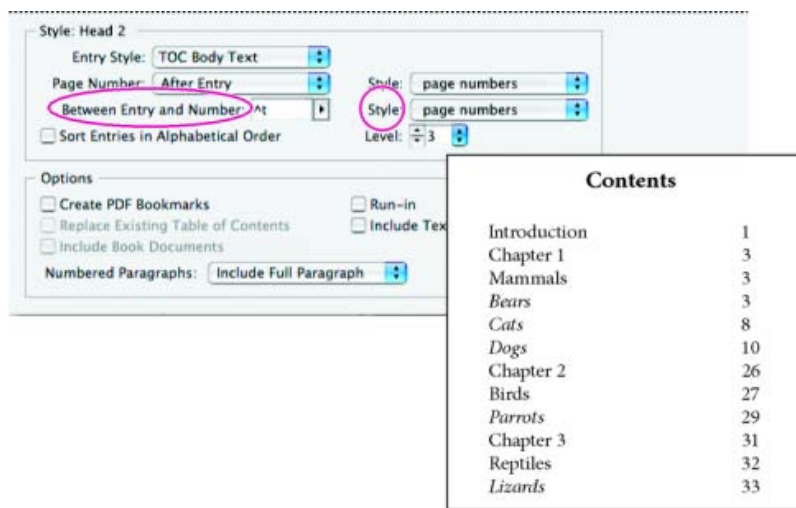 Style: Head 2
Entry Style: TOC Body Text
Page Number: After Entry Style: page numbers
Between Entry and Number: ^t Style: page numbers
Sort Entries in Alphabetical Order Level: 3
Options
Create PDF Bookmarks Run-in
Replace Existing Table of Contents Include Tex
Include Book Documents
Numbered Paragraphs: Include Full Paragraph
Contents
Introduction 1
Chapter 1 3
Mammals 3
Bears 3
Cats 8
Dogs 10
Chapter 2 26
Birds 27
Parrots 29
Chapter 3 31
Reptiles 32
Lizards 33